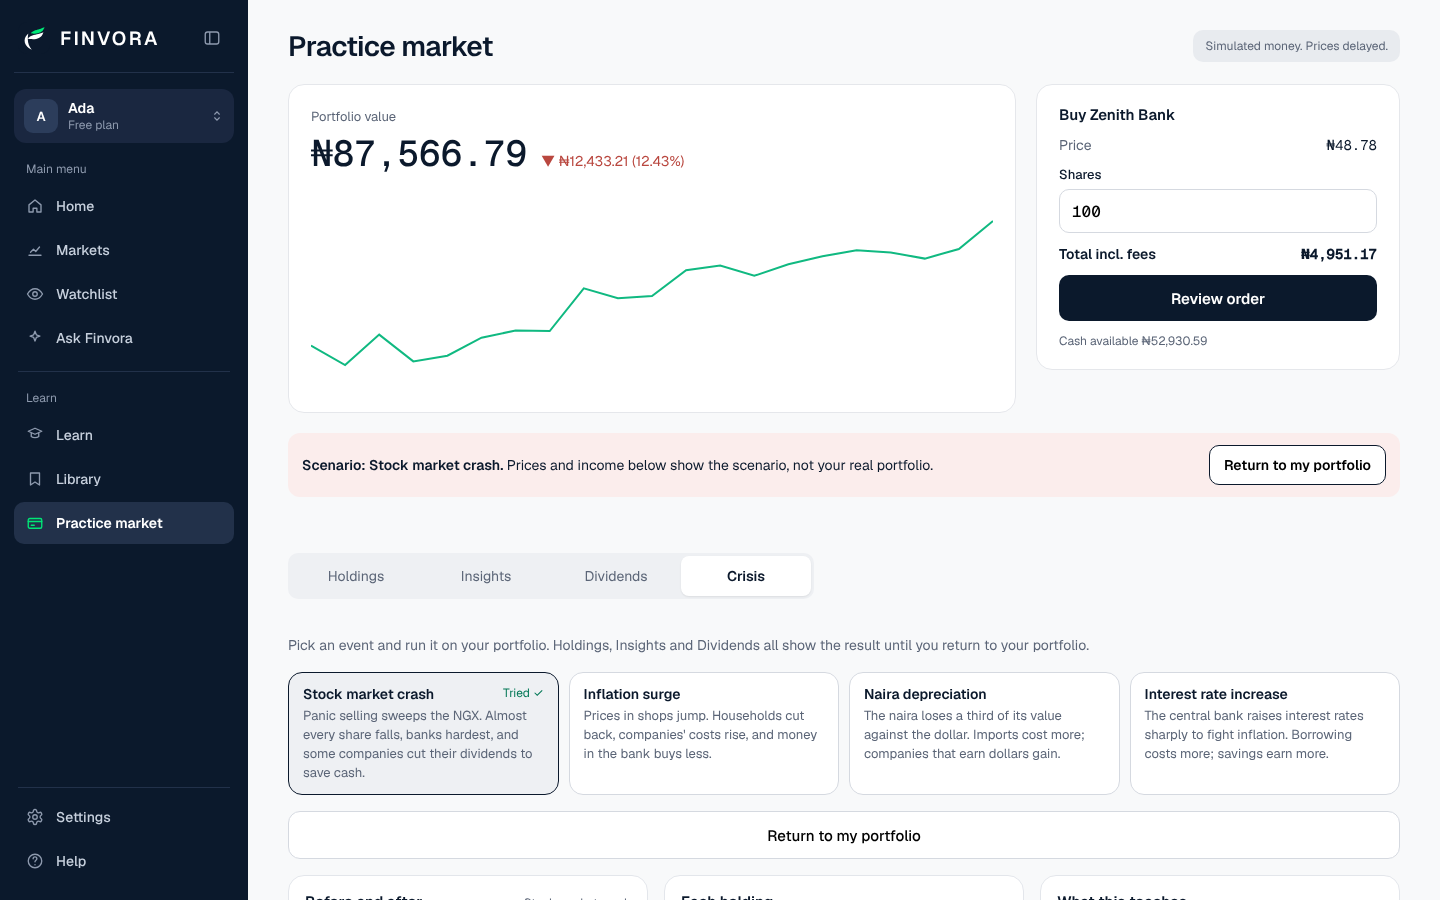 FINVORA
A
Ada
Free plan
Main menu
Home
Markets
Watchlist
Ask Finvora
Learn
Learn
Library
Practice market
Settings
Help
Practice market
Simulated money. Prices delayed.
Portfolio value
₦87,566.79
▼ ₦12,433.21 (12.43%)
Buy Zenith Bank
Price ₦48.78
Shares
100
Total incl. fees ₦4,951.17
Review order
Cash available ₦52,930.59
Scenario: Stock market crash. Prices and income below show the scenario, not your real portfolio.
Return to my portfolio
Holdings Insights Dividends Crisis
Pick an event and run it on your portfolio. Holdings, Insights and Dividends all show the result until you return to your portfolio.
Stock market crash Tried ✓
Panic selling sweeps the NGX. Almost
every share falls, banks hardest, and
some companies cut their dividends to
save cash.
Inflation surge
Prices in shops jump. Households cut
back, companies' costs rise, and money
in the bank buys less.
Naira depreciation
The naira loses a third of its value
against the dollar. Imports cost more;
companies that earn dollars gain.
Interest rate increase
The central bank raises interest rates
sharply to fight inflation. Borrowing
costs more; savings earn more.
Return to my portfolio
Before and after
Each holding
What this teaches